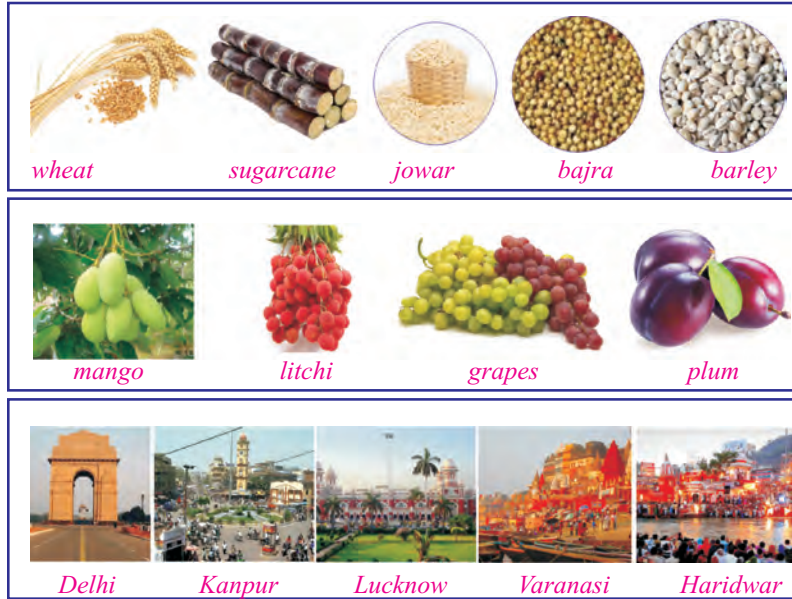 wheat sugarcane jowar bajra barley
mango litchi grapes plum
Delhi Kanpur Lucknow Varanasi Haridwar